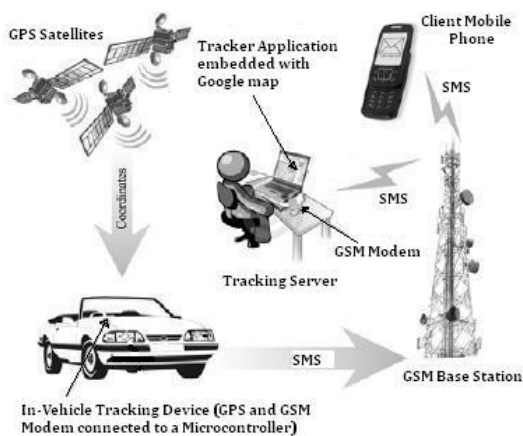 GPS Satellites
Tracker Application
embedded with
Google map
Client Mobile
Phone
SMS
SMS
Coordinates
GSM Modem
Tracking Server
SMS
GSM Base Station
In-Vehicle Tracking Device (GPS and GSM
Modem connected to a Microcontroller)